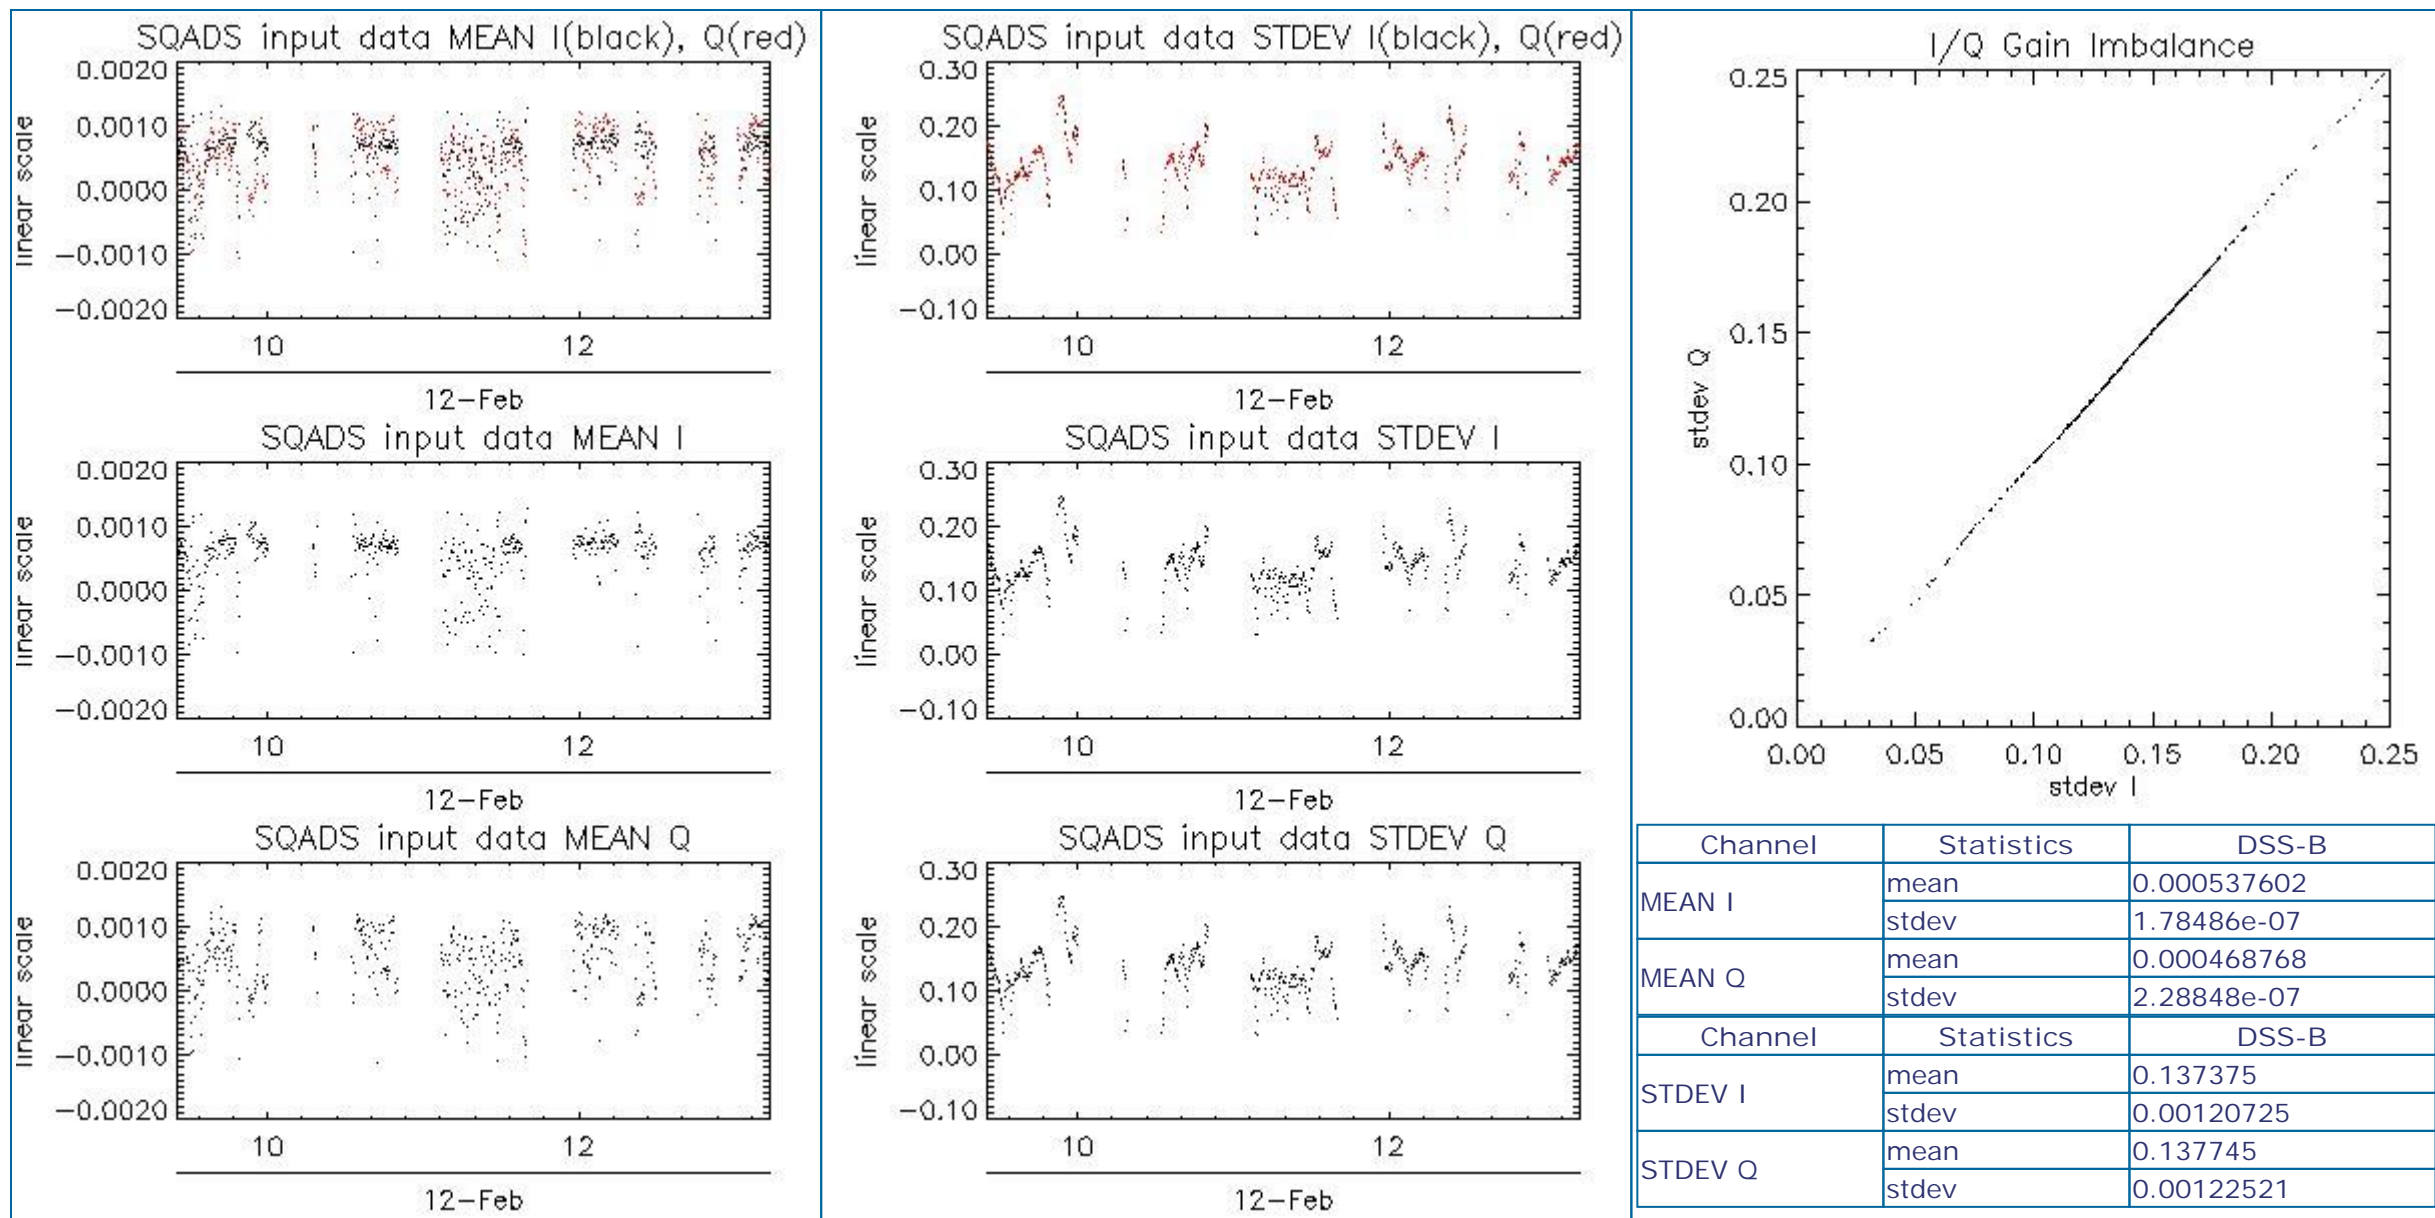 SQADS input data MEAN I(black), Q(red)
0.0020
0.0010
0.0000
−0.0010
−0.0020
linear scale
10 12
12−Feb
SQADS input data MEAN I
0.0020
0.0010
0.0000
−0.0010
−0.0020
linear scale
10 12
12−Feb
SQADS input data MEAN Q
0.0020
0.0010
0.0000
−0.0010
−0.0020
linear scale
10 12
12−Feb
SQADS input data STDEV I(black), Q(red)
0.30
0.20
0.10
0.00
−0.10
linear scale
10 12
12−Feb
SQADS input data STDEV I
0.30
0.20
0.10
0.00
−0.10
linear scale
10 12
12−Feb
SQADS input data STDEV Q
0.30
0.20
0.10
0.00
−0.10
linear scale
10 12
12−Feb
I/Q Gain Imbalance
0.25
0.20
0.15
0.10
0.05
0.00
stdev Q
0.00 0.05 0.10 0.15 0.20 0.25
stdev I
Channel Statistics DSS-B
MEAN I mean 0.000537602
stdev 1.78486e-07
MEAN Q mean 0.000468768
stdev 2.28848e-07
Channel Statistics DSS-B
STDEV I mean 0.137375
stdev 0.00120725
STDEV Q mean 0.137745
stdev 0.00122521